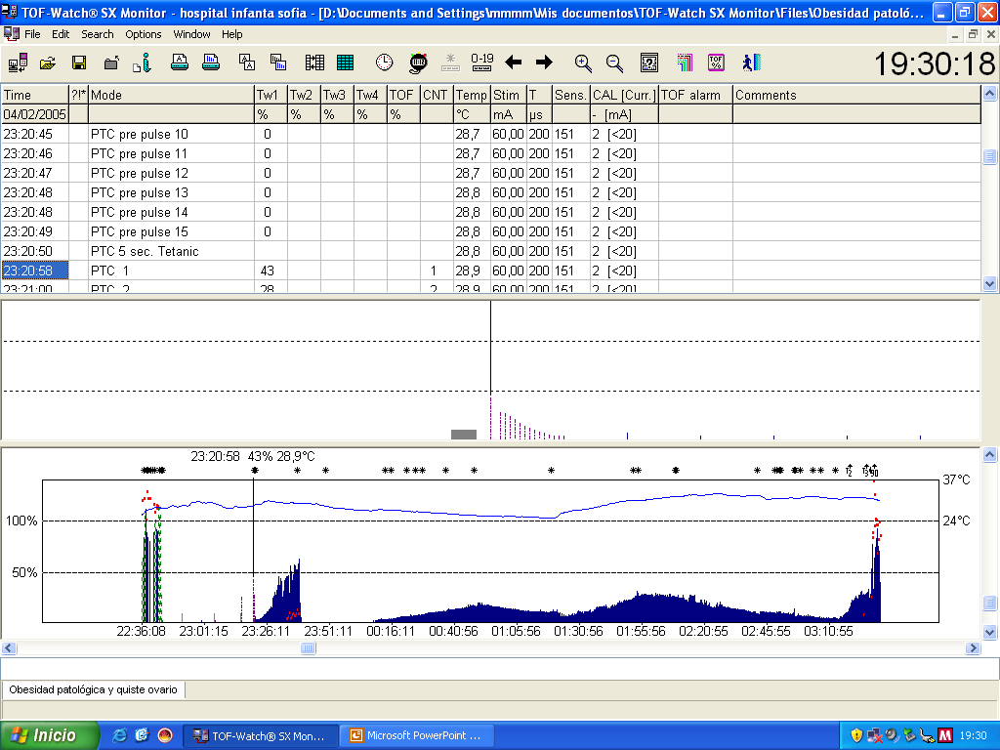 TOF-Watch SX Monitor - hospital infanta sofia - [D:\Documents and Settings\mmmm\Mis documentos\TOF-Watch SX Monitor\Files\Obesidad patoló...
File Edit Search Options Window Help
0-19 19:30:18
Time ?!* Mode Tw1 Tw2 Tw3 Tw4 TOF CNT Temp Stim T Sens. CAL [Curr.] TOF alarm Comments
04/02/2005 % % % % % °C mA µs - [mA]
23:20:45 PTC pre pulse 10 0 28,7 60,00 200 151 2 [<20]
23:20:46 PTC pre pulse 11 0 28,7 60,00 200 151 2 [<20]
23:20:47 PTC pre pulse 12 0 28,7 60,00 200 151 2 [<20]
23:20:48 PTC pre pulse 13 0 28,8 60,00 200 151 2 [<20]
23:20:48 PTC pre pulse 14 0 28,8 60,00 200 151 2 [<20]
23:20:49 PTC pre pulse 15 0 28,8 60,00 200 151 2 [<20]
23:20:50 PTC 5 sec. Tetanic 28,8 60,00 200 151 2 [<20]
23:20:58 PTC 1 43 1 28,9 60,00 200 151 2 [<20]
23:21:00 PTC 2 28 2 28,9 60,00 200 151 2 [<20]
23:20:58 43% 28,9°C
37°C
100% 24°C
50%
22:36:08 23:01:15 23:26:11 23:51:11 00:16:11 00:40:56 01:05:56 01:30:56 01:55:56 02:20:55 02:45:55 03:10:55
Obesidad patológica y quiste ovario
Inicio TOF-Watch® SX Mon... Microsoft PowerPoint ... 19:30